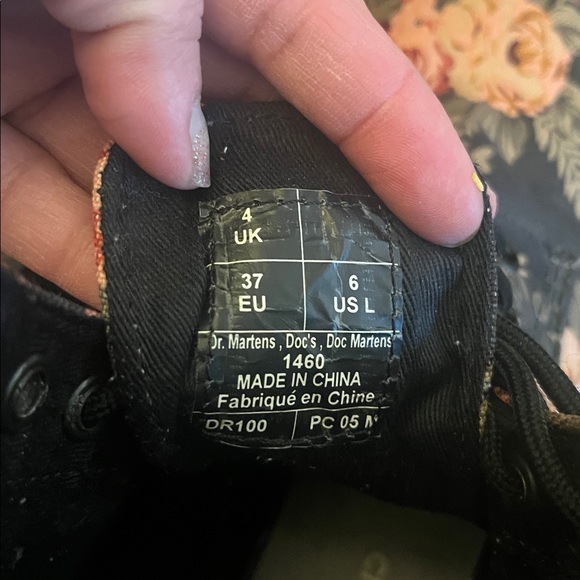 4
UK
37 6
EU US L
Dr. Martens , Doc's , Doc Martens
1460
MADE IN CHINA
Fabriqué en Chine
DR100 PC 05 M